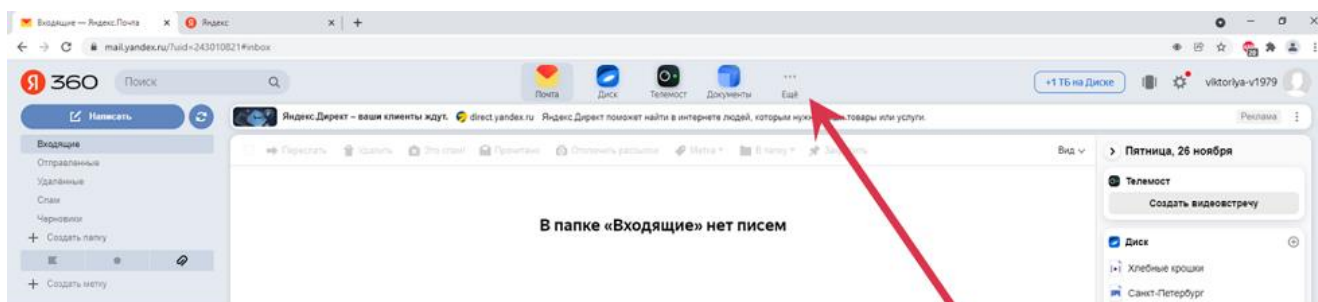 Входящие — Яндекс.Почта
Яндекс
mail.yandex.ru/?uid=243010821#inbox
20
Я 360
Поиск
Почта
Диск
Телемост
Документы
Ещё
+1 ТБ на Диске
viktoriya-v1979
Написать
Яндекс.Директ – ваши клиенты ждут. direct.yandex.ru Яндекс Директ поможет найти в интернете людей, которым товары или услуги.
Реклама
Входящие
Отправленные
Удалённые
Спам
Черновики
+ Создать папку
+ Создать метку
Переслать Удалить Это спам! Прочитано Отключить рассылки Метка В папку
Вид
В папке «Входящие» нет писем
Пятница, 26 ноября
Телемост
Создать видеовстречу
Диск
Хлебные крошки
Санкт-Петербург